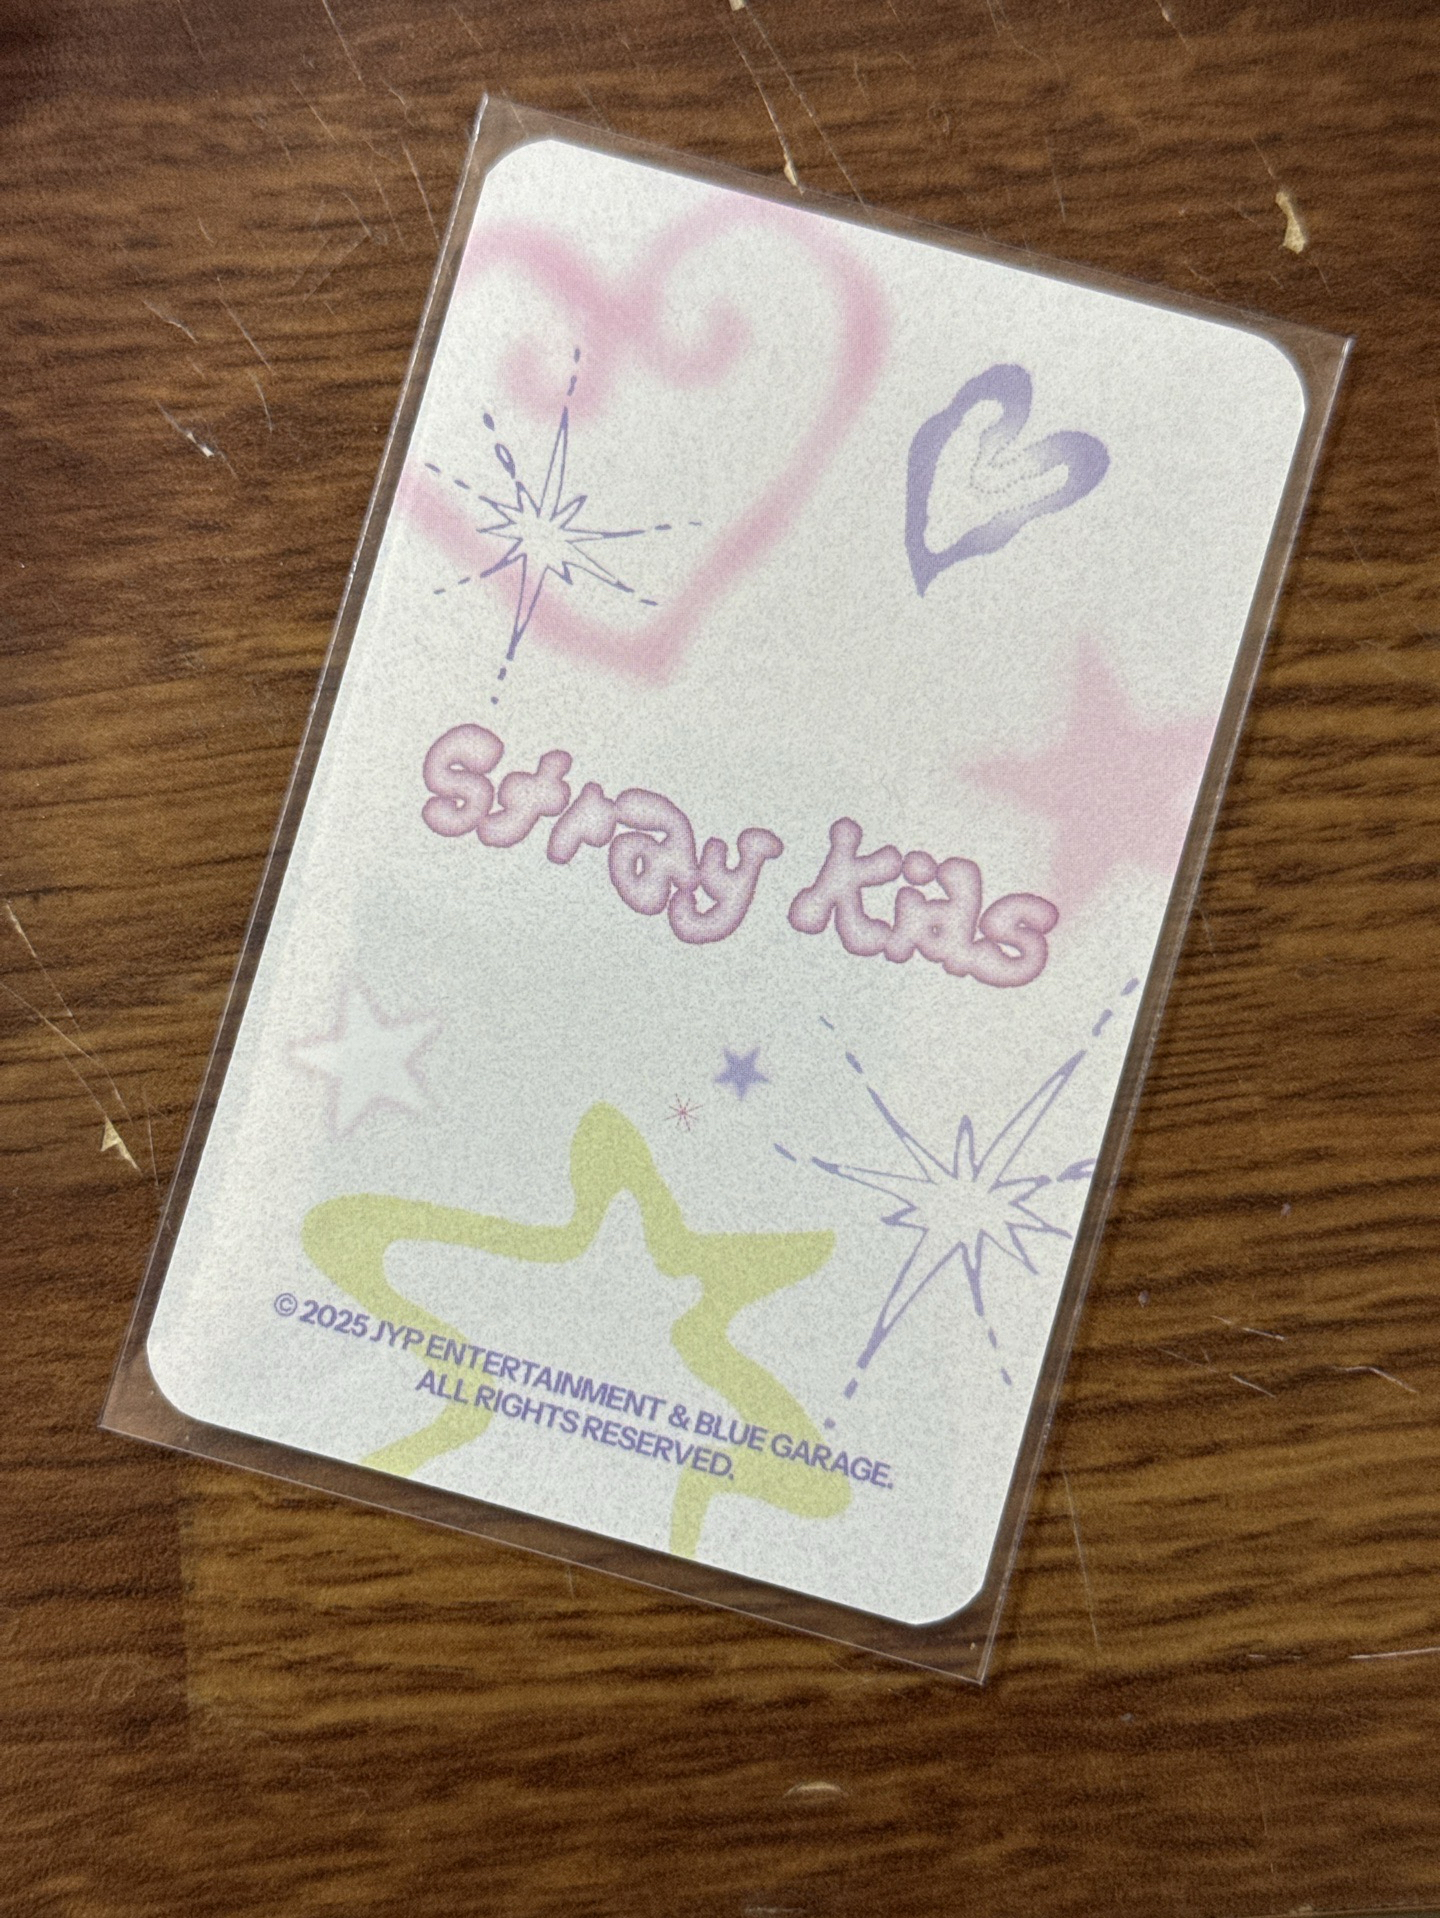 Stray Kids
© 2025 JYP ENTERTAINMENT & BLUE GARAGE.
ALL RIGHTS RESERVED.